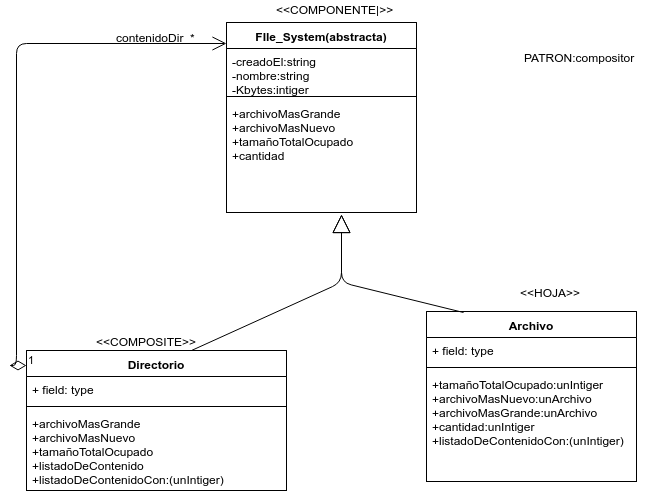 <<COMPONENTE|>>
contenidoDir *
FIle_System(abstracta)
-creadoEl:string
-nombre:string
-Kbytes:intiger
PATRON:compositor
+archivoMasGrande
+archivoMasNuevo
+tamañoTotalOcupado
+cantidad
<<HOJA>>
Archivo
+ field: type
+tamañoTotalOcupado:unIntiger
+archivoMasNuevo:unArchivo
+archivoMasGrande:unArchivo
+cantidad:unIntiger
+listadoDeContenidoCon:(unIntiger)
<<COMPOSITE>>
1
Directorio
+ field: type
+archivoMasGrande
+archivoMasNuevo
+tamañoTotalOcupado
+listadoDeContenido
+listadoDeContenidoCon:(unIntiger)